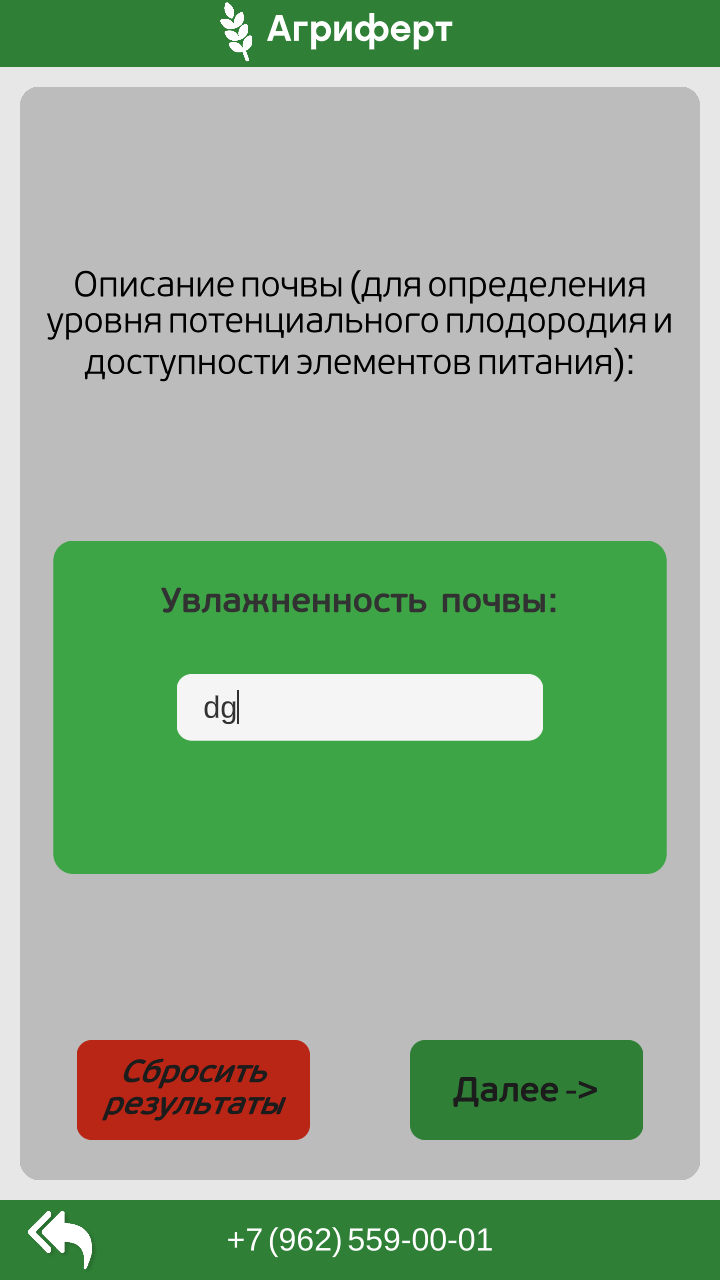 Агриферт
Описание почвы (для определения
уровня потенциального плодородия и
доступности элементов питания):
Увлажненность почвы:
dg
Сбросить
результаты
Далее ->
+7 (962) 559-00-01